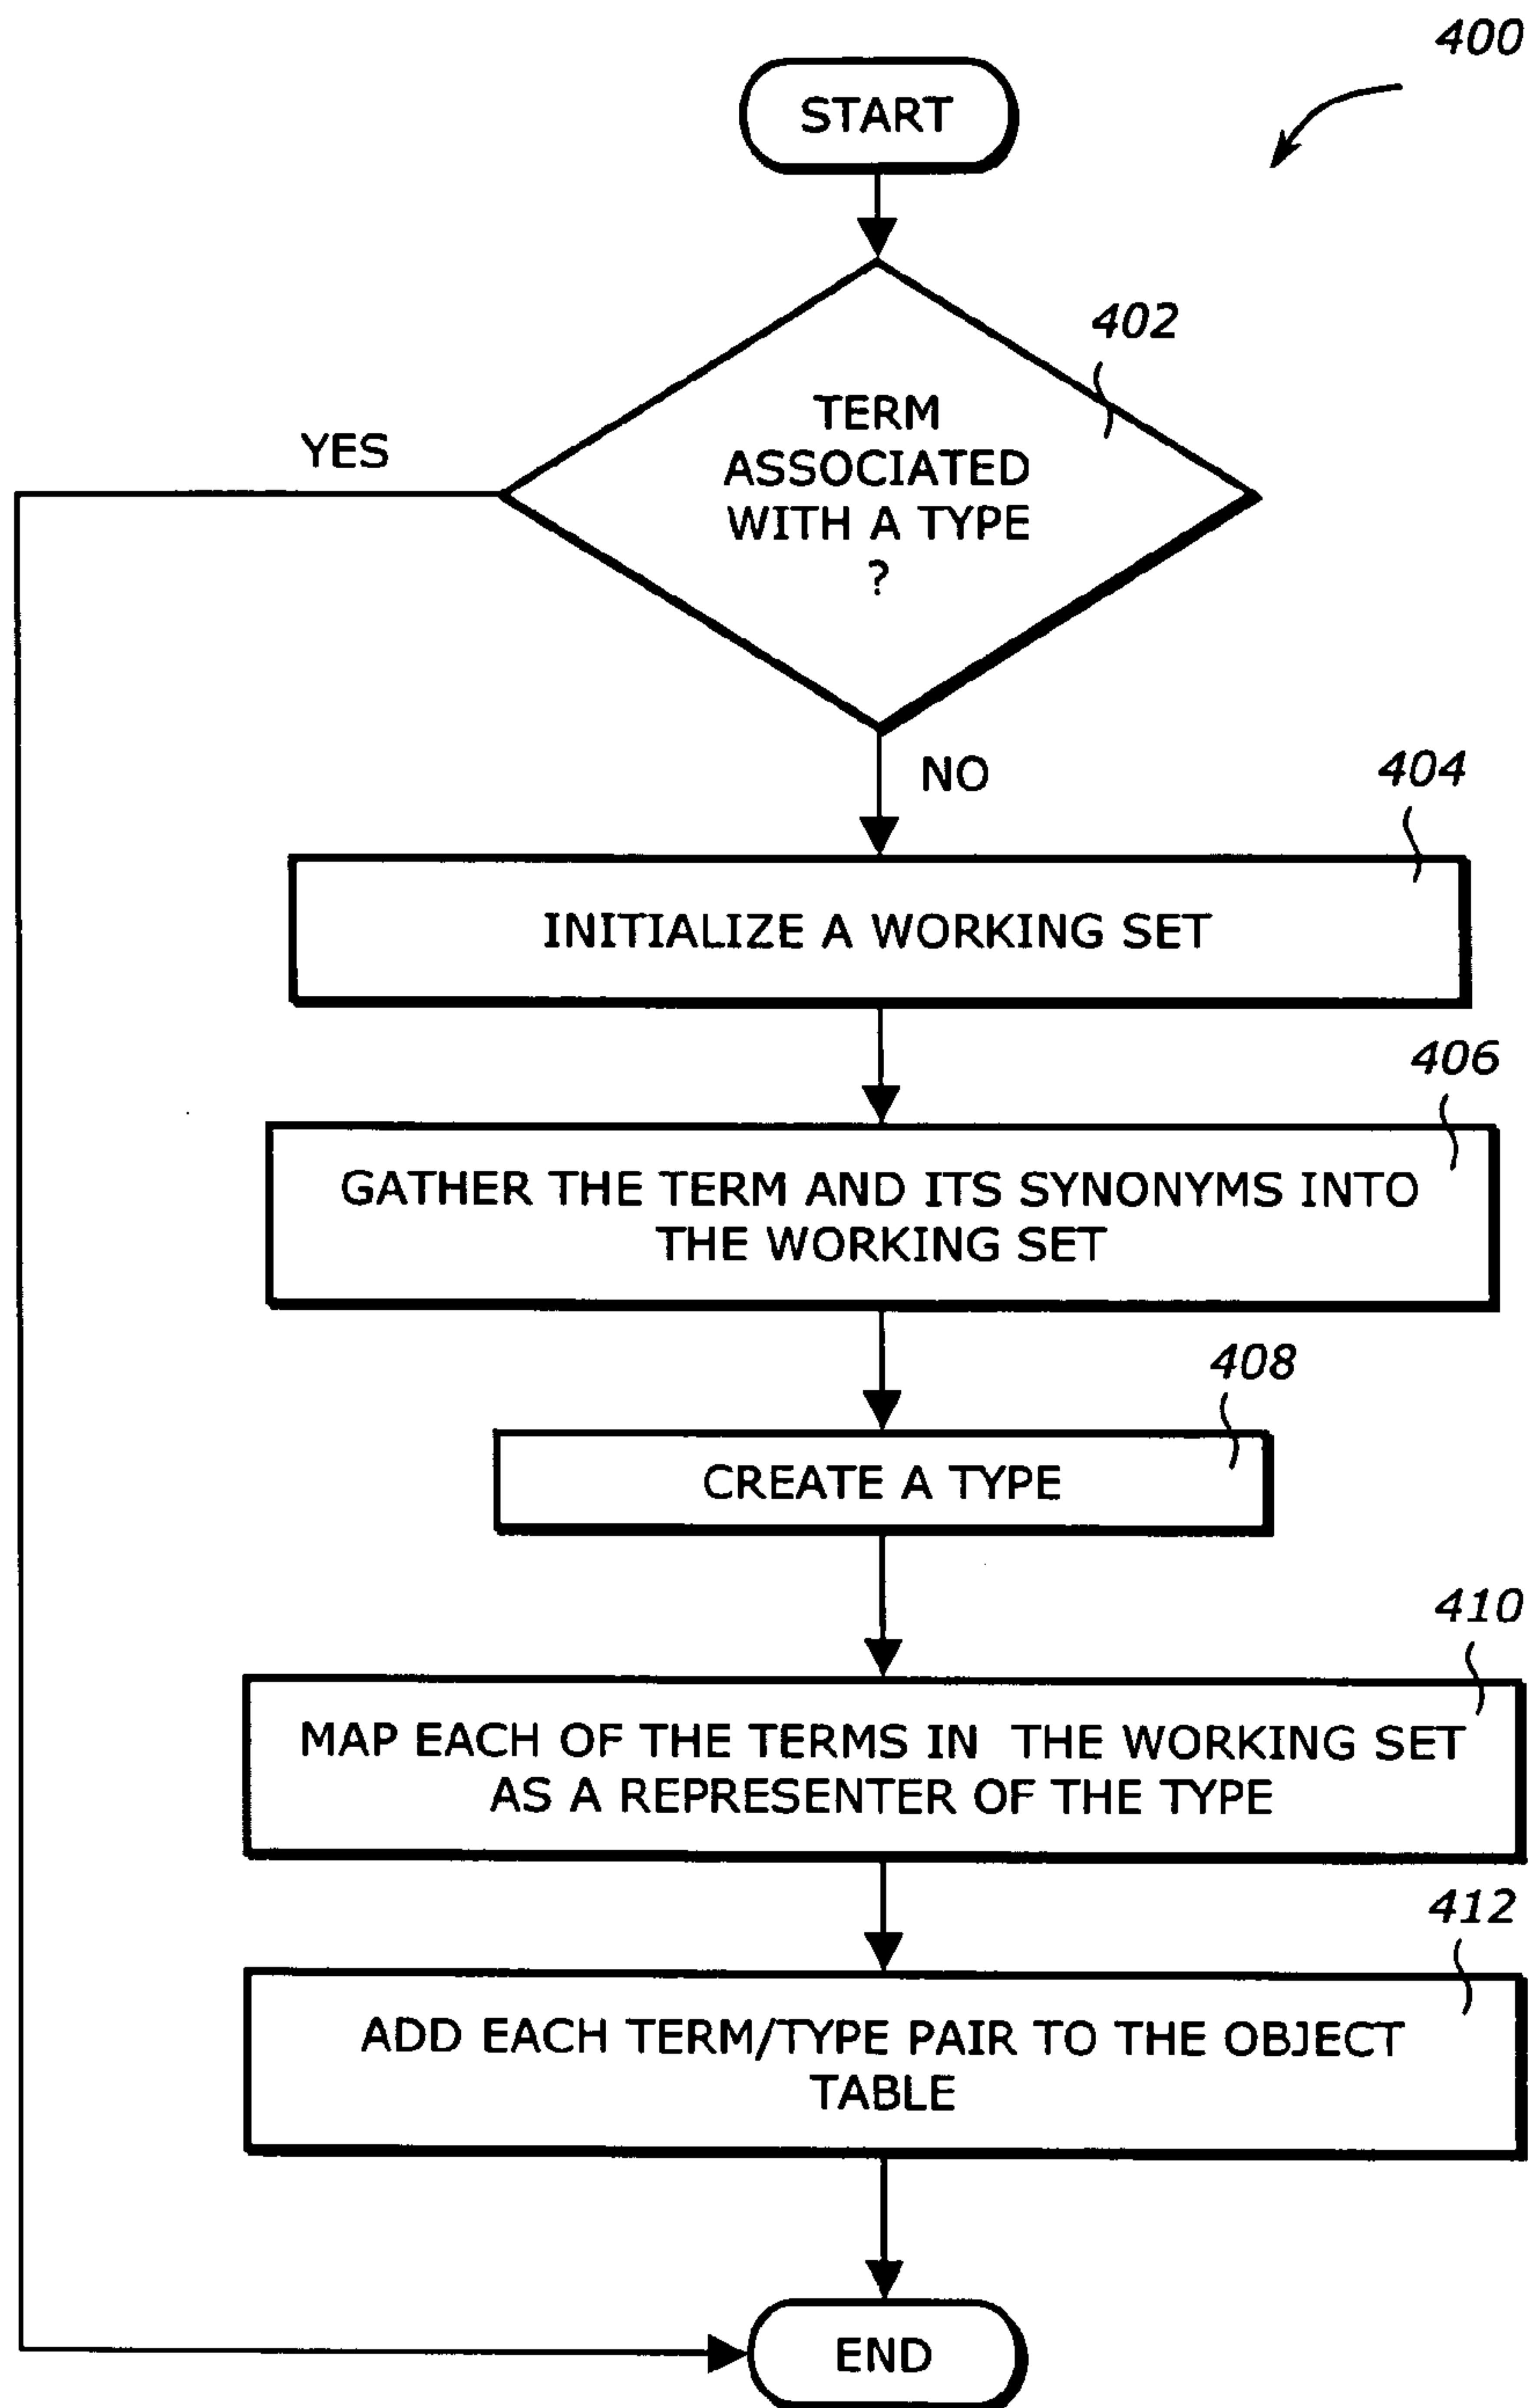 400
START
402
TERM
ASSOCIATED
WITH A TYPE
?
YES
NO
404
INITIALIZE A WORKING SET
406
GATHER THE TERM AND ITS SYNONYMS INTO
THE WORKING SET
408
CREATE A TYPE
410
MAP EACH OF THE TERMS IN THE WORKING SET
AS A REPRESENTER OF THE TYPE
412
ADD EACH TERM/TYPE PAIR TO THE OBJECT
TABLE
END